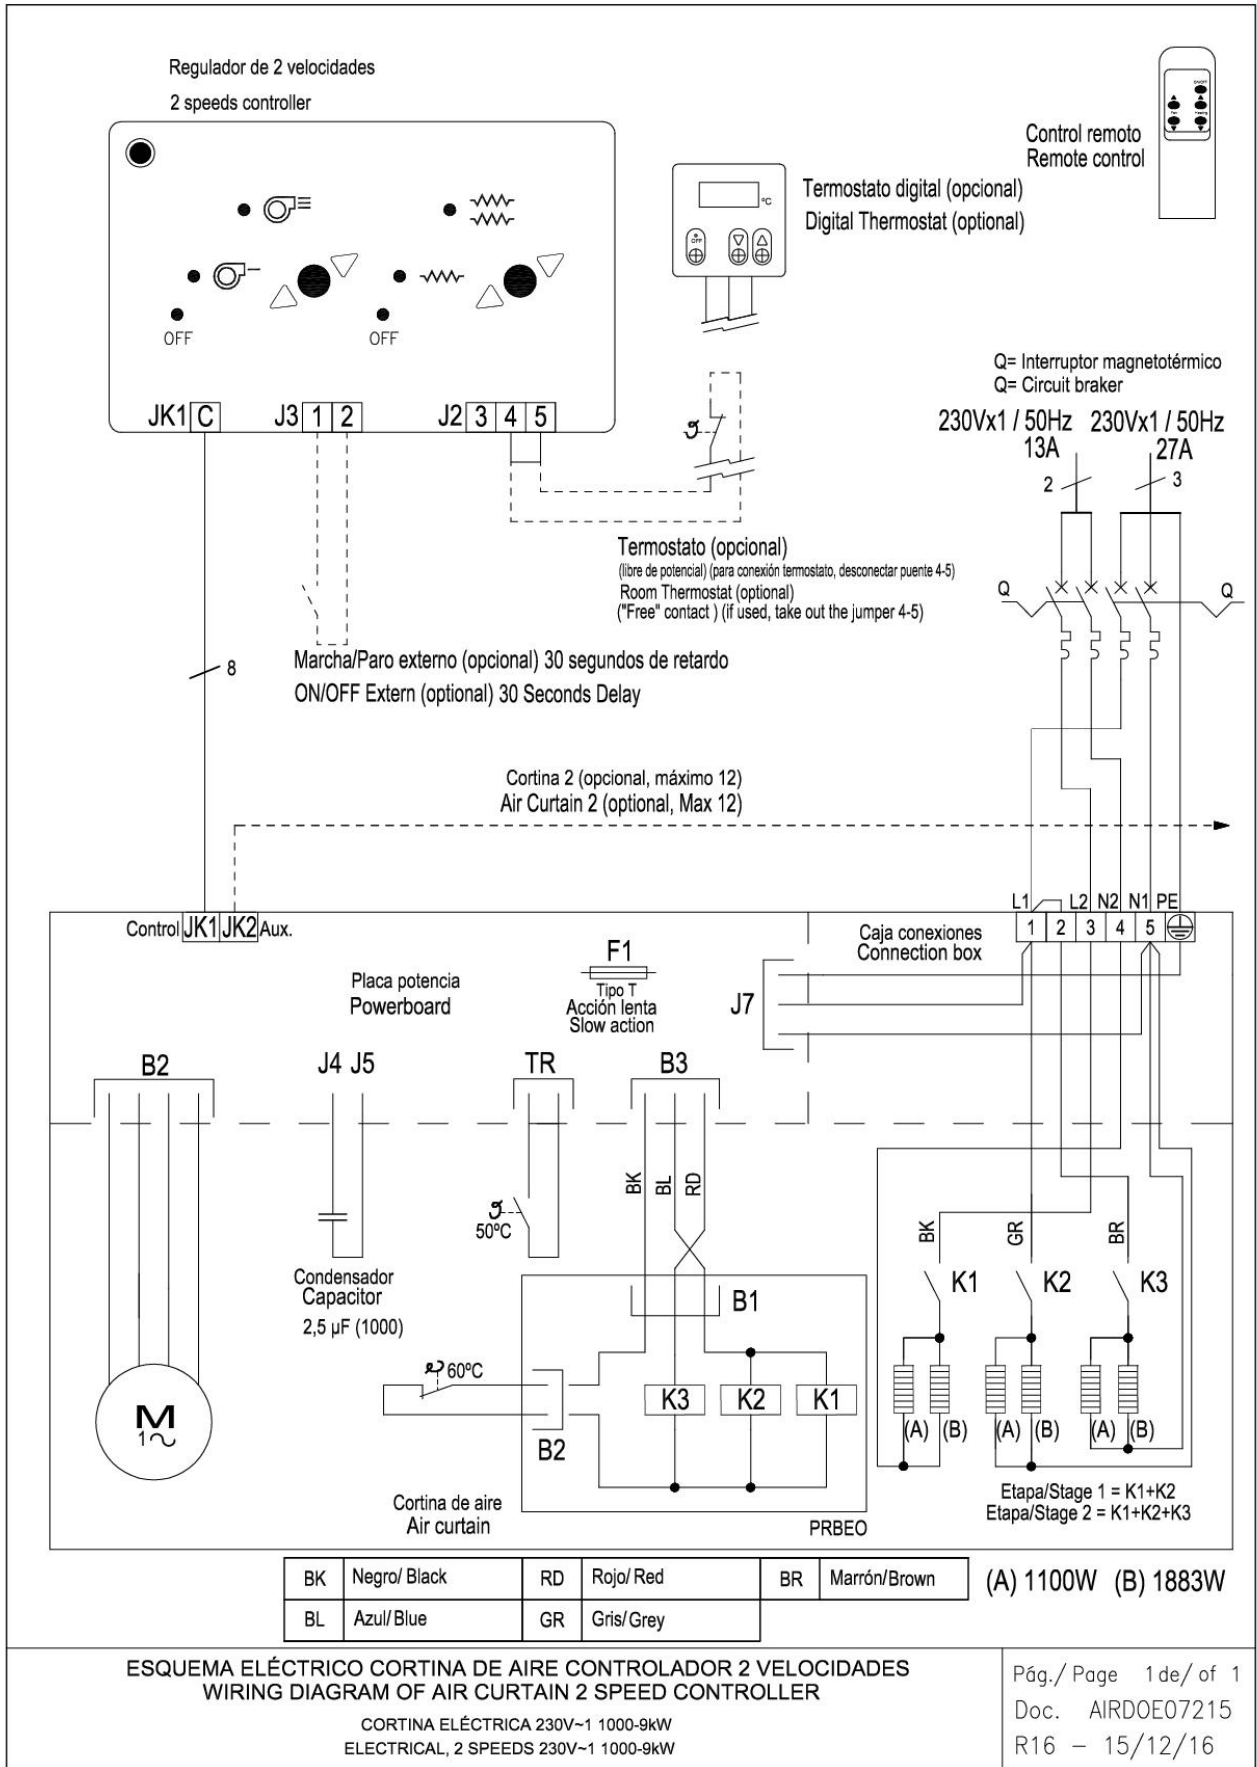 Regulador de 2 velocidades
2 speeds controller
OFF
OFF
JK1 C
J3 1 2
J2 3 4 5
°C
OFF
Termostato digital (opcional)
Digital Thermostat (optional)
Control remoto
Remote control
ON/OFF
Q= Interruptor magnetotérmico
Q= Circuit braker
230Vx1 / 50Hz 230Vx1 / 50Hz
13A 27A
2 3
Q Q
Termostato (opcional)
(libre de potencial) (para conexión termostato, desconectar puente 4-5)
Room Thermostat (optional)
("Free" contact ) (if used, take out the jumper 4-5)
8
Marcha/Paro externo (opcional) 30 segundos de retardo
ON/OFF Extern (optional) 30 Seconds Delay
Cortina 2 (opcional, máximo 12)
Air Curtain 2 (optional, Max 12)
L1 L2 N2 N1 PE
1 2 3 4 5
Control JK1 JK2 Aux.
Caja conexiones
Connection box
Placa potencia
Powerboard
F1
Tipo T
Acción lenta
Slow action
J7
B2
J4 J5
TR
B3
BK BL RD
50ºC
Condensador
Capacitor
2,5 µF (1000)
BK GR BR
K1 K2 K3
B1
60ºC
K3 K2 K1
B2
M
1
(A) (B) (A) (B) (A) (B)
Etapa/Stage 1 = K1+K2
Etapa/Stage 2 = K1+K2+K3
Cortina de aire
Air curtain
PRBEO
BK Negro/ Black RD Rojo/ Red BR Marrón/Brown
BL Azul/ Blue GR Gris/ Grey
(A) 1100W (B) 1883W
ESQUEMA ELÉCTRICO CORTINA DE AIRE CONTROLADOR 2 VELOCIDADES
WIRING DIAGRAM OF AIR CURTAIN 2 SPEED CONTROLLER
CORTINA ELÉCTRICA 230V~1 1000-9kW
ELECTRICAL, 2 SPEEDS 230V~1 1000-9kW
Pág./ Page 1 de/ of 1
Doc. AIRDOE07215
R16 – 15/12/16